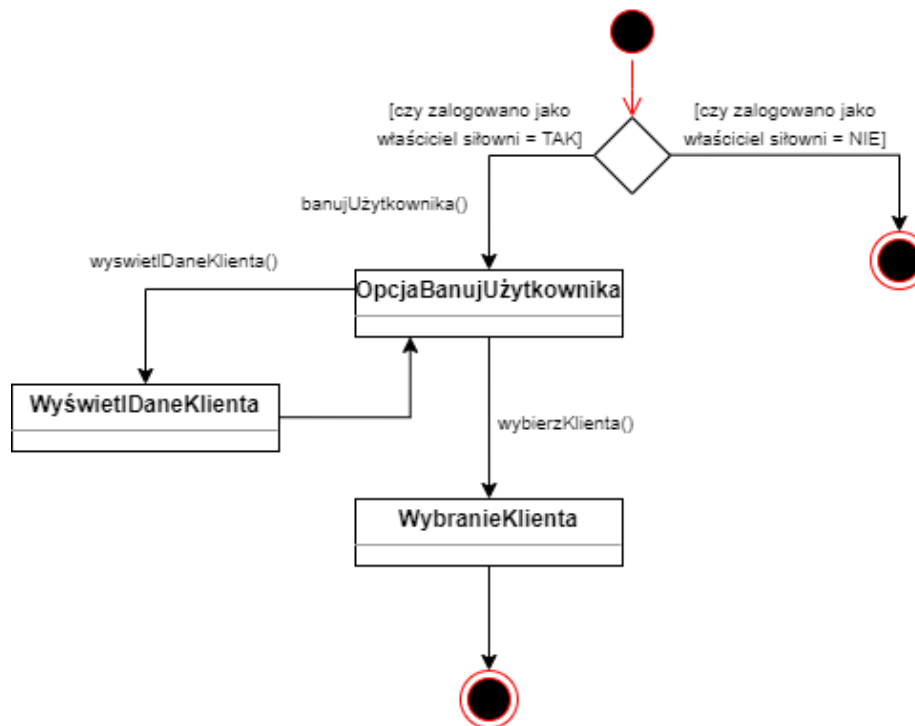 [czy zalogowano jako
właściciel siłowni = TAK]
[czy zalogowano jako
właściciel siłowni = NIE]
banujUżytkownika()
wyswietlDaneKlienta()
OpcjaBanujUżytkownika
WyświetlDaneKlienta
wybierzKlienta()
WybranieKlienta